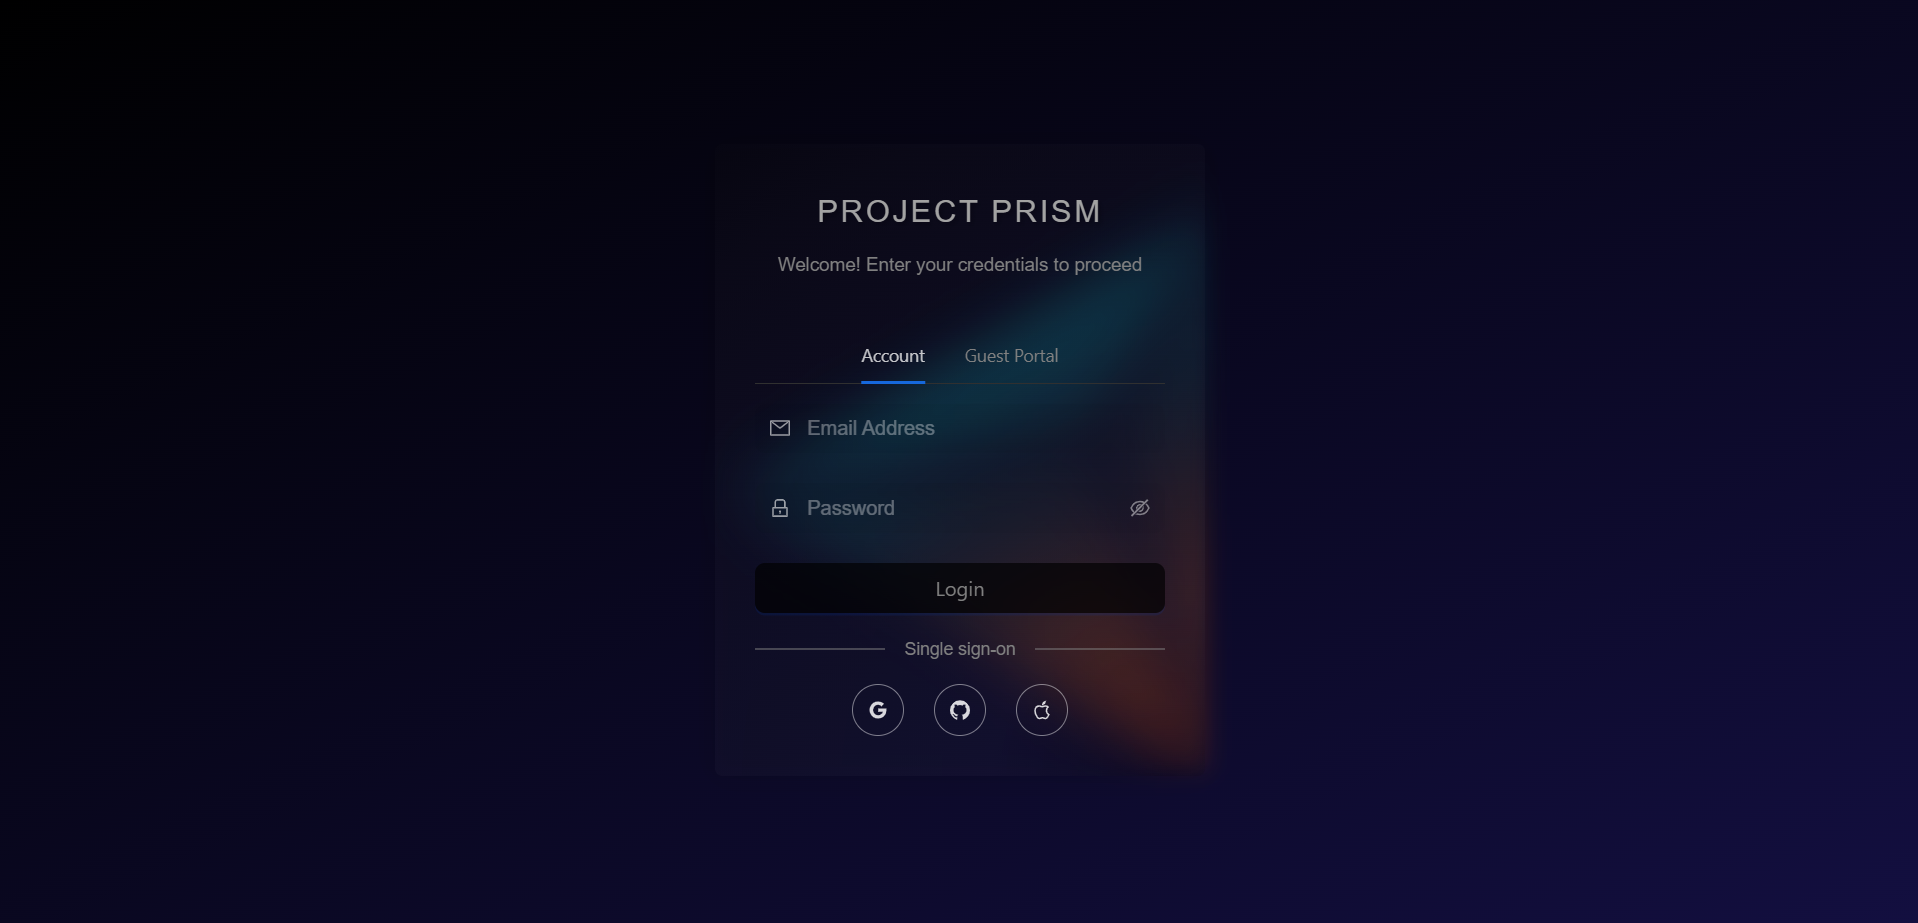 PROJECT PRISM
Welcome! Enter your credentials to proceed
Account Guest Portal
Email Address
Password
Login
Single sign-on